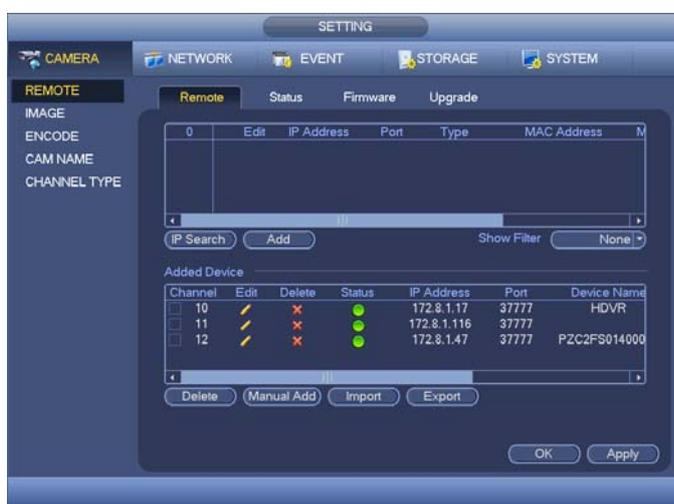 SETTING
CAMERA NETWORK EVENT STORAGE SYSTEM
REMOTE
IMAGE
ENCODE
CAM NAME
CHANNEL TYPE
Remote Status Firmware Upgrade
0 Edit IP Address Port Type MAC Address M
IP Search Add Show Filter None
Added Device
Channel Edit Delete Status IP Address Port Device Name
10 172.8.1.17 37777 HDVR
11 172.8.1.116 37777
12 172.8.1.47 37777 PZC2FS014000
Delete Manual Add Import Export
OK Apply